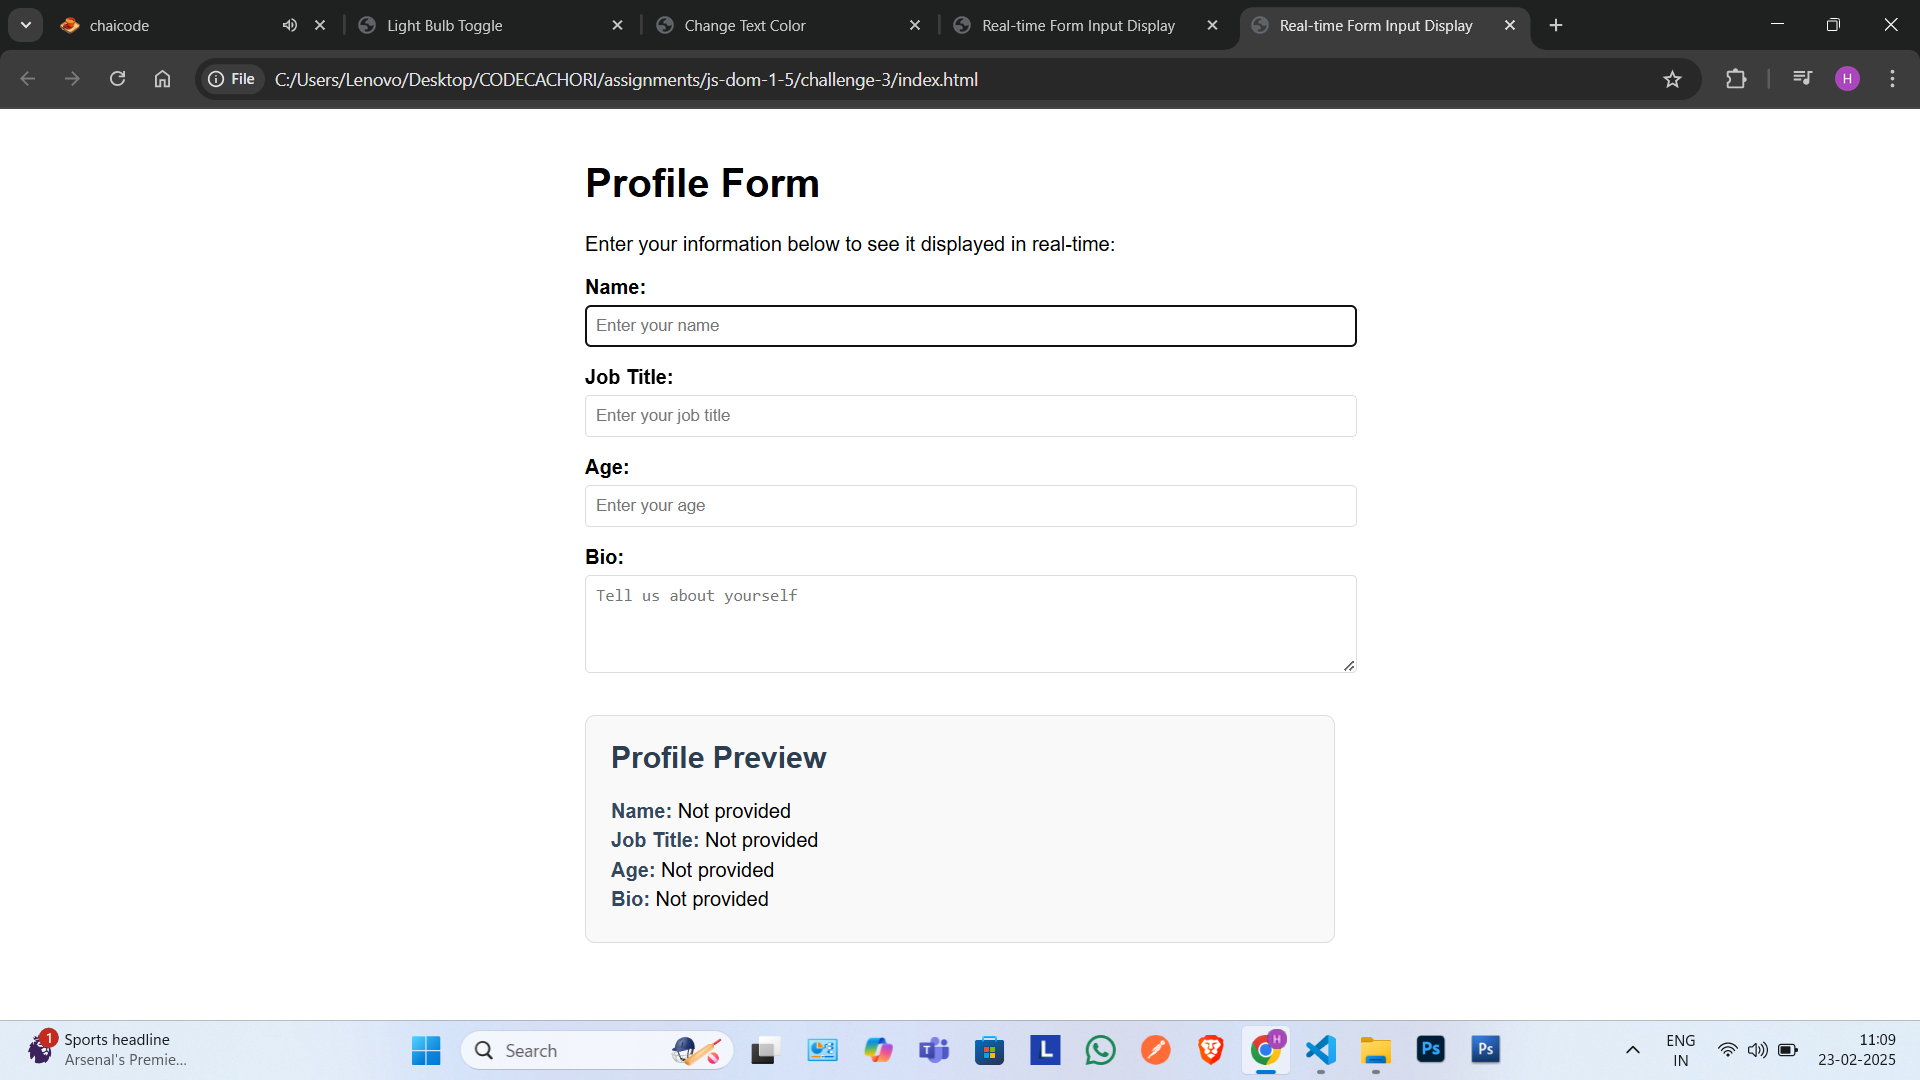 chaicode
Light Bulb Toggle
Change Text Color
Real-time Form Input Display
Real-time Form Input Display
File
C:/Users/Lenovo/Desktop/CODECACHORI/assignments/js-dom-1-5/challenge-3/index.html
H
Profile Form
Enter your information below to see it displayed in real-time:
Name:
Enter your name
Job Title:
Enter your job title
Age:
Enter your age
Bio:
Tell us about yourself
Profile Preview
Name: Not provided
Job Title: Not provided
Age: Not provided
Bio: Not provided
1
Sports headline
Arsenal's Premie...
Search
T
L
H
Ps
Ps
ENG
IN
11:09
23-02-2025